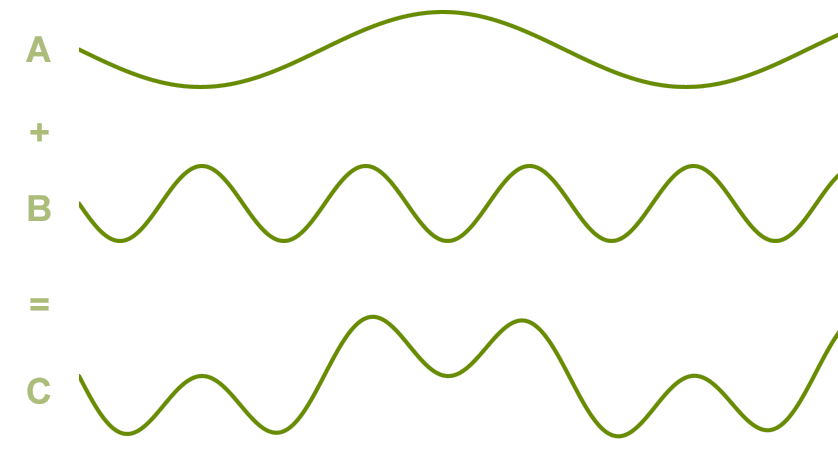 A
+
B
=
C